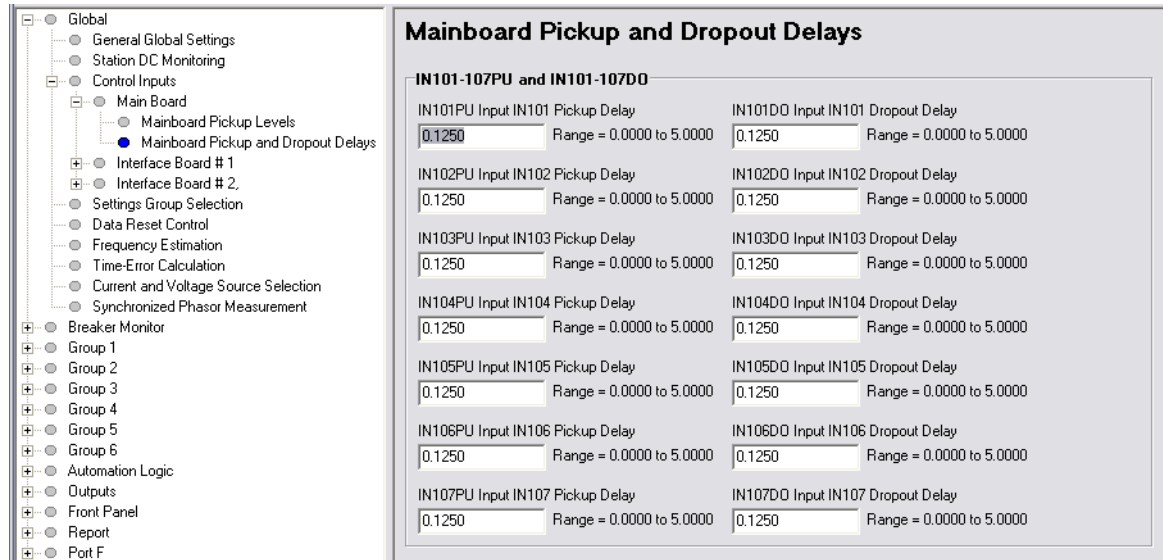 Global
General Global Settings
Station DC Monitoring
Control Inputs
Main Board
Mainboard Pickup Levels
Mainboard Pickup and Dropout Delays
Interface Board # 1
Interface Board # 2,
Settings Group Selection
Data Reset Control
Frequency Estimation
Time-Error Calculation
Current and Voltage Source Selection
Synchronized Phasor Measurement
Breaker Monitor
Group 1
Group 2
Group 3
Group 4
Group 5
Group 6
Automation Logic
Outputs
Front Panel
Report
Port F
Mainboard Pickup and Dropout Delays
IN101-107PU and IN101-107DO
IN101PU Input IN101 Pickup Delay IN101DO Input IN101 Dropout Delay
0.1250 Range = 0.0000 to 5.0000 0.1250 Range = 0.0000 to 5.0000
IN102PU Input IN102 Pickup Delay IN102DO Input IN102 Dropout Delay
0.1250 Range = 0.0000 to 5.0000 0.1250 Range = 0.0000 to 5.0000
IN103PU Input IN103 Pickup Delay IN103DO Input IN103 Dropout Delay
0.1250 Range = 0.0000 to 5.0000 0.1250 Range = 0.0000 to 5.0000
IN104PU Input IN104 Pickup Delay IN104DO Input IN104 Dropout Delay
0.1250 Range = 0.0000 to 5.0000 0.1250 Range = 0.0000 to 5.0000
IN105PU Input IN105 Pickup Delay IN105DO Input IN105 Dropout Delay
0.1250 Range = 0.0000 to 5.0000 0.1250 Range = 0.0000 to 5.0000
IN106PU Input IN106 Pickup Delay IN106DO Input IN106 Dropout Delay
0.1250 Range = 0.0000 to 5.0000 0.1250 Range = 0.0000 to 5.0000
IN107PU Input IN107 Pickup Delay IN107DO Input IN107 Dropout Delay
0.1250 Range = 0.0000 to 5.0000 0.1250 Range = 0.0000 to 5.0000